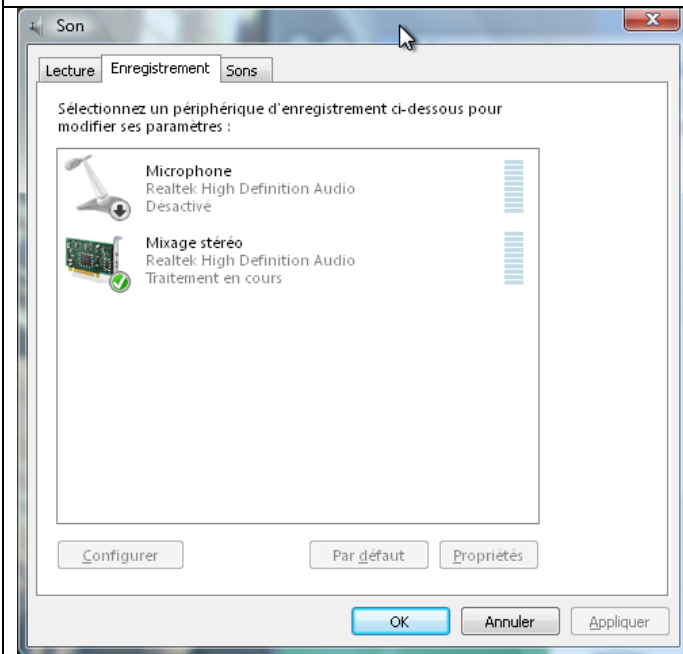 Son
Lecture Enregistrement Sons
Sélectionnez un périphérique d'enregistrement ci-dessous pour
modifier ses paramètres :
Microphone
Realtek High Definition Audio
Désactivé
Mixage stéréo
Realtek High Definition Audio
Traitement en cours
Configurer Par défaut Propriétés
OK Annuler Appliquer